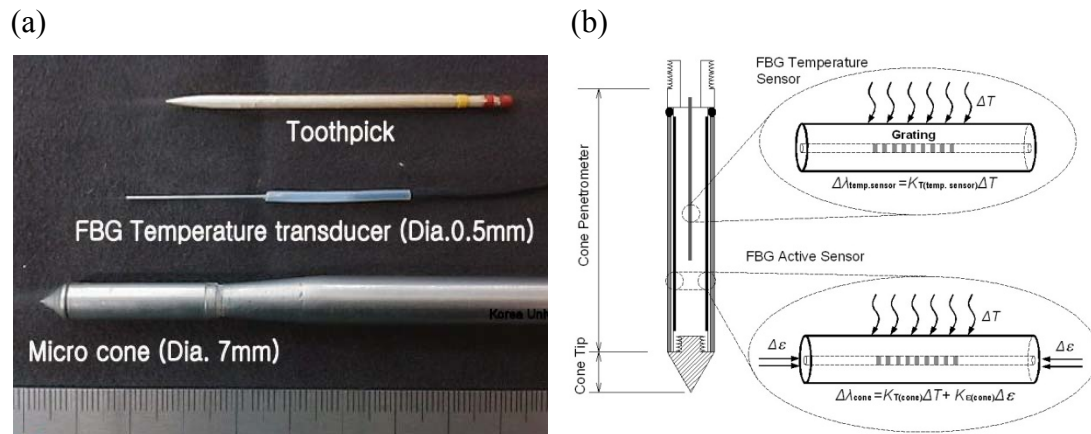 (a)
Toothpick
FBG Temperature transducer (Dia.0.5mm)
Korea Uni
Micro cone (Dia. 7mm)
(b)
FBG Temperature
Sensor
ΔT
Grating
Δλtemp.sensor =KT(temp. sensor)ΔT
Cone Penetrometer
FBG Active Sensor
ΔT
Δε
Δε
Δλcone =KT(cone)ΔT+ Kε(cone)Δε
Cone Tip